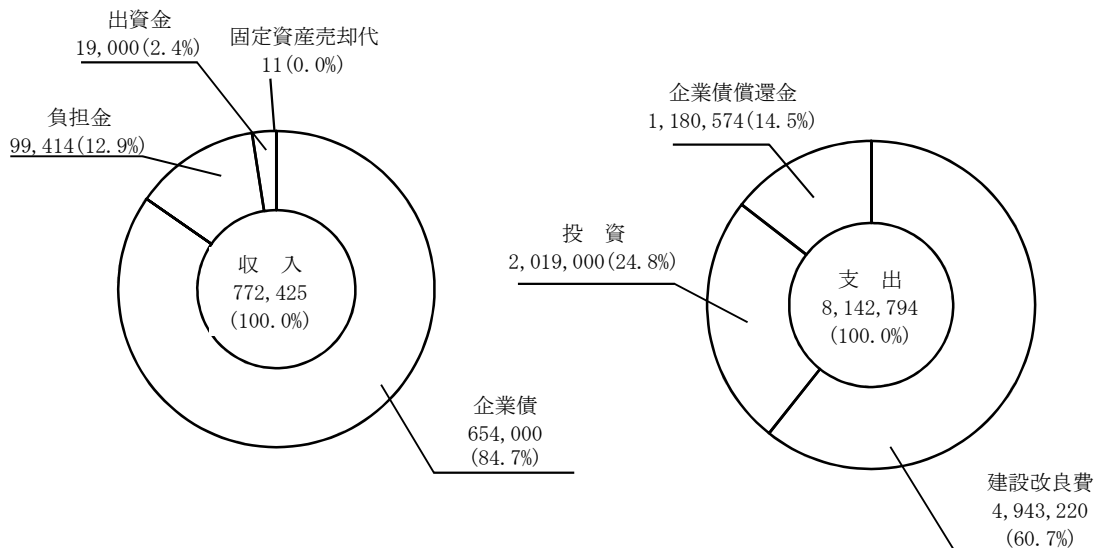 出資金
19,000(2.4%)
固定資産売却代
11(0.0%)
負担金
99,414(12.9%)
収　入
772,425
(100.0%)
企業債
654,000
(84.7%)
企業債償還金
1,180,574(14.5%)
投　資
2,019,000(24.8%)
支　出
8,142,794
(100.0%)
建設改良費
4,943,220
(60.7%)